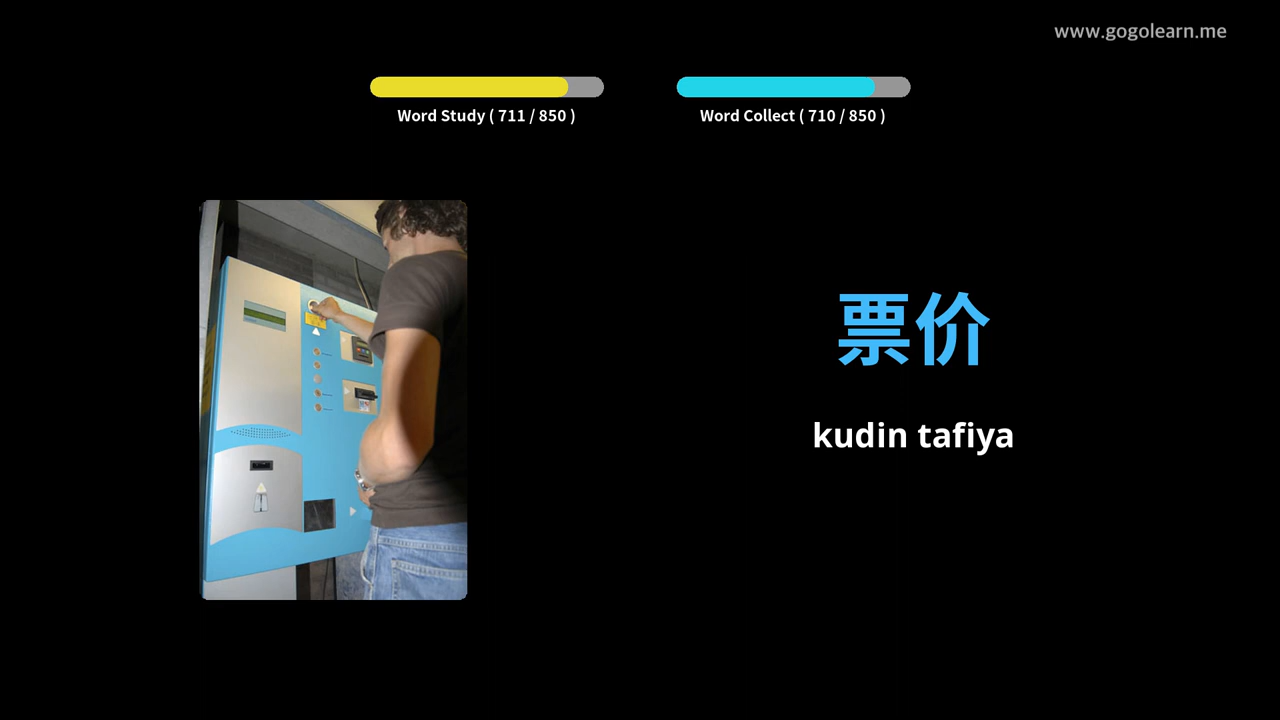 www.gogolearn.me
Word Study ( 711 / 850 )
Word Collect ( 710 / 850 )
票价
kudin tafiya